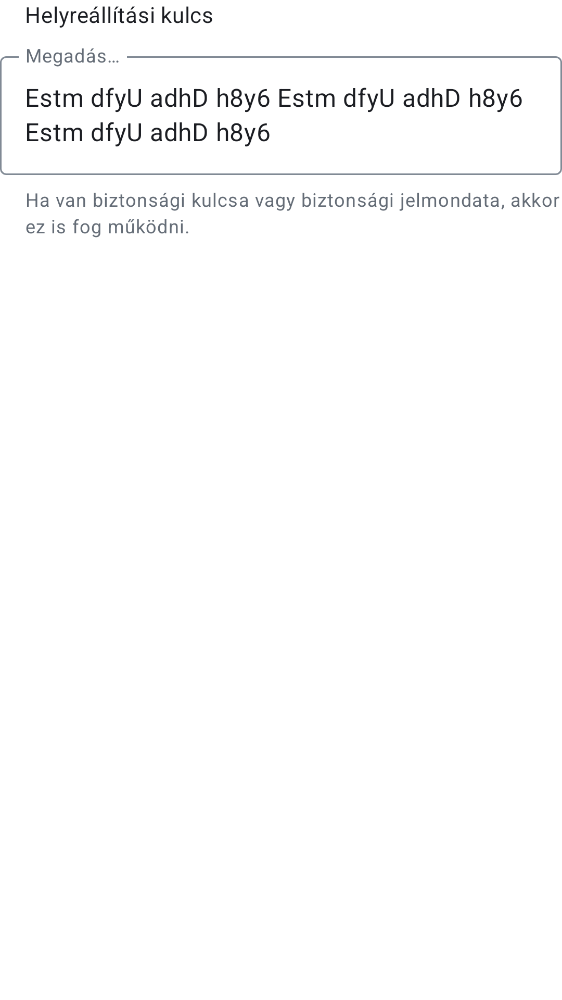 Helyreállítási kulcs
Megadás…
Estm dfyU adhD h8y6 Estm dfyU adhD h8y6
Estm dfyU adhD h8y6
Ha van biztonsági kulcsa vagy biztonsági jelmondata, akkor
ez is fog működni.